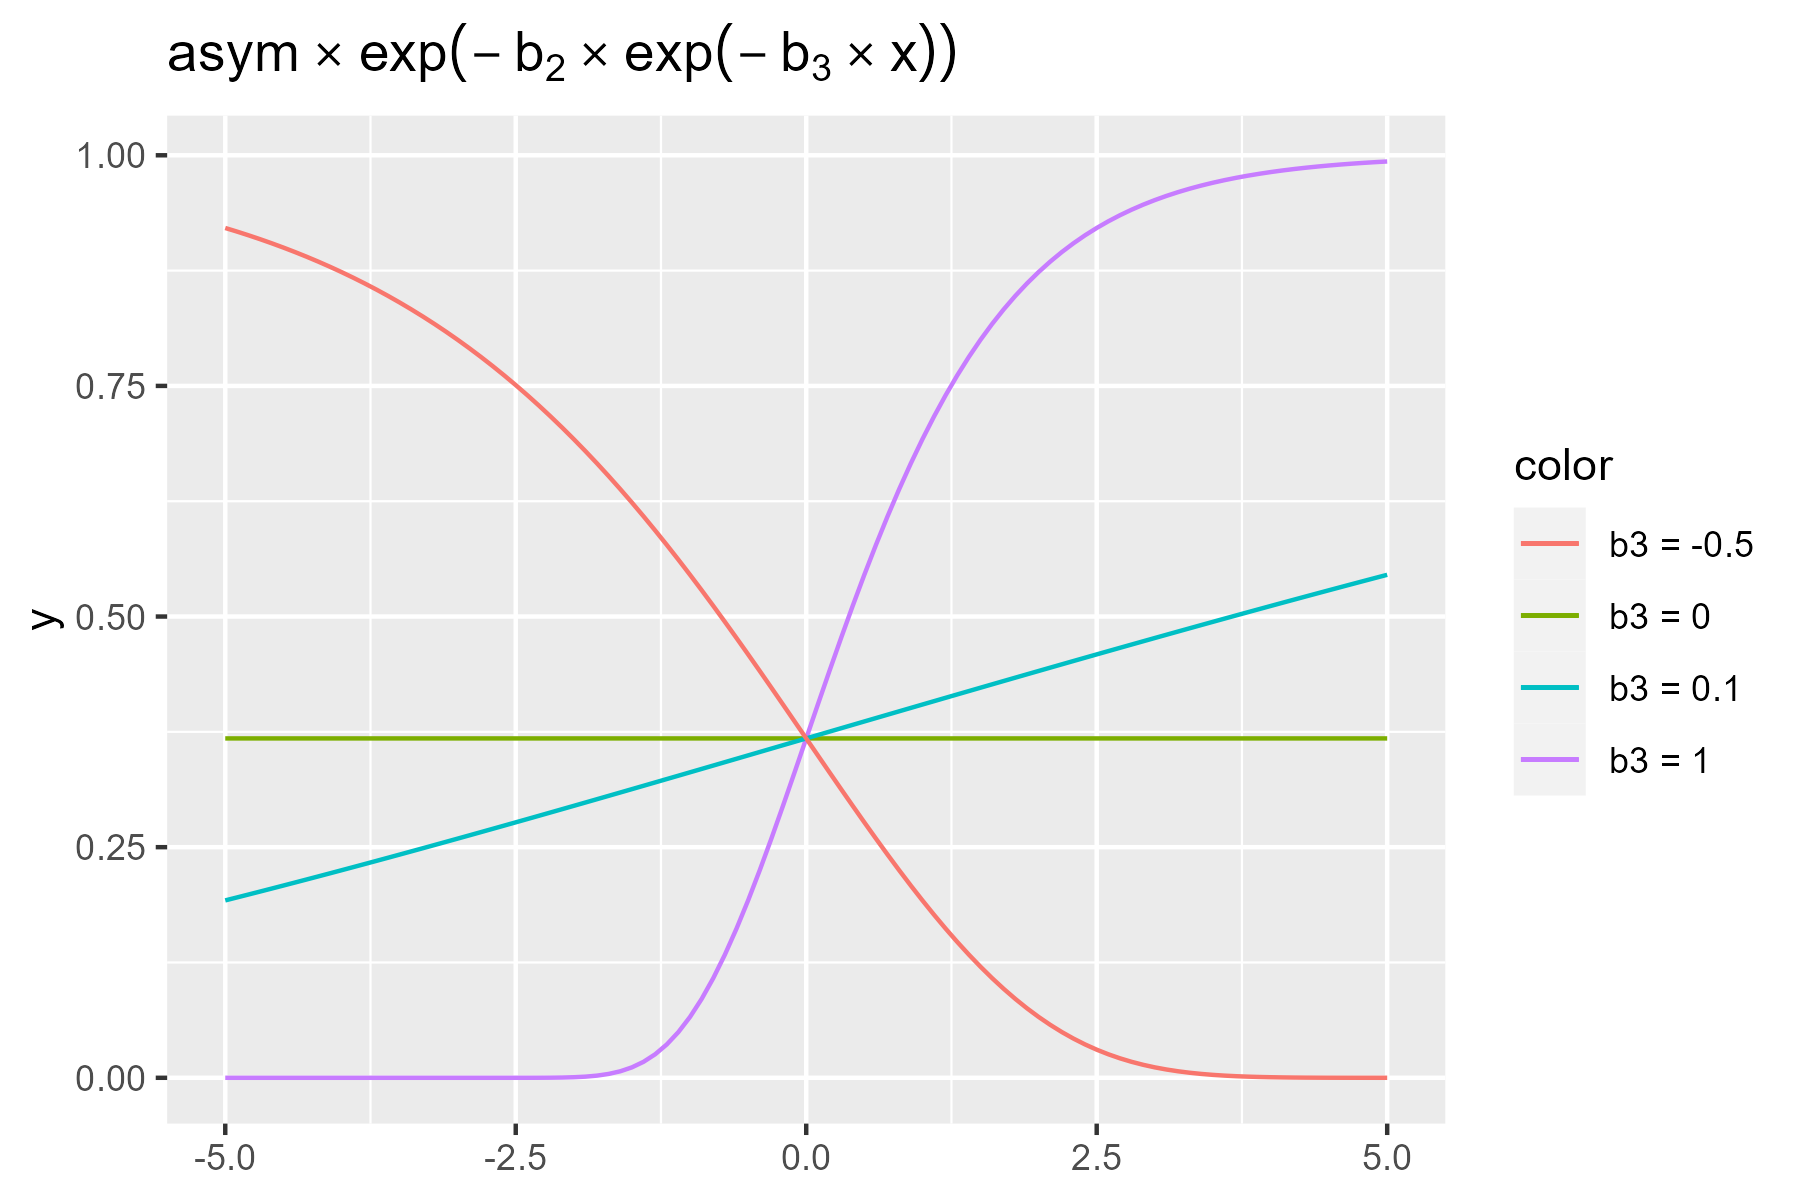 asym × exp(− b₂ × exp(− b₃ × x))
1.00
0.75
0.50
0.25
0.00
y
-5.0
-2.5
0.0
2.5
5.0
color
b3 = -0.5
b3 = 0
b3 = 0.1
b3 = 1